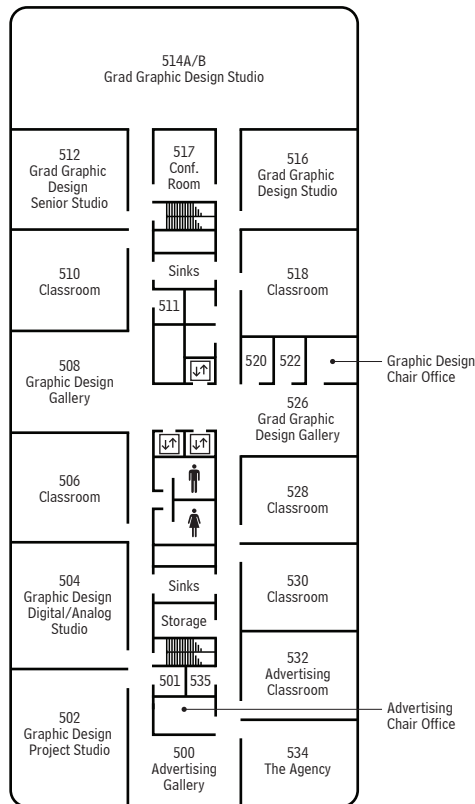 514A/B
Grad Graphic Design Studio
512
Grad Graphic
Design
Senior Studio
517
Conf.
Room
516
Grad Graphic
Design Studio
510
Classroom
Sinks
518
Classroom
511
508
Graphic Design
Gallery
520
522
Graphic Design
Chair Office
526
Grad Graphic
Design Gallery
506
Classroom
528
Classroom
504
Graphic Design
Digital/Analog
Studio
Sinks
530
Classroom
Storage
532
Advertising
Classroom
501
535
502
Graphic Design
Project Studio
Advertising
Chair Office
500
Advertising
Gallery
534
The Agency